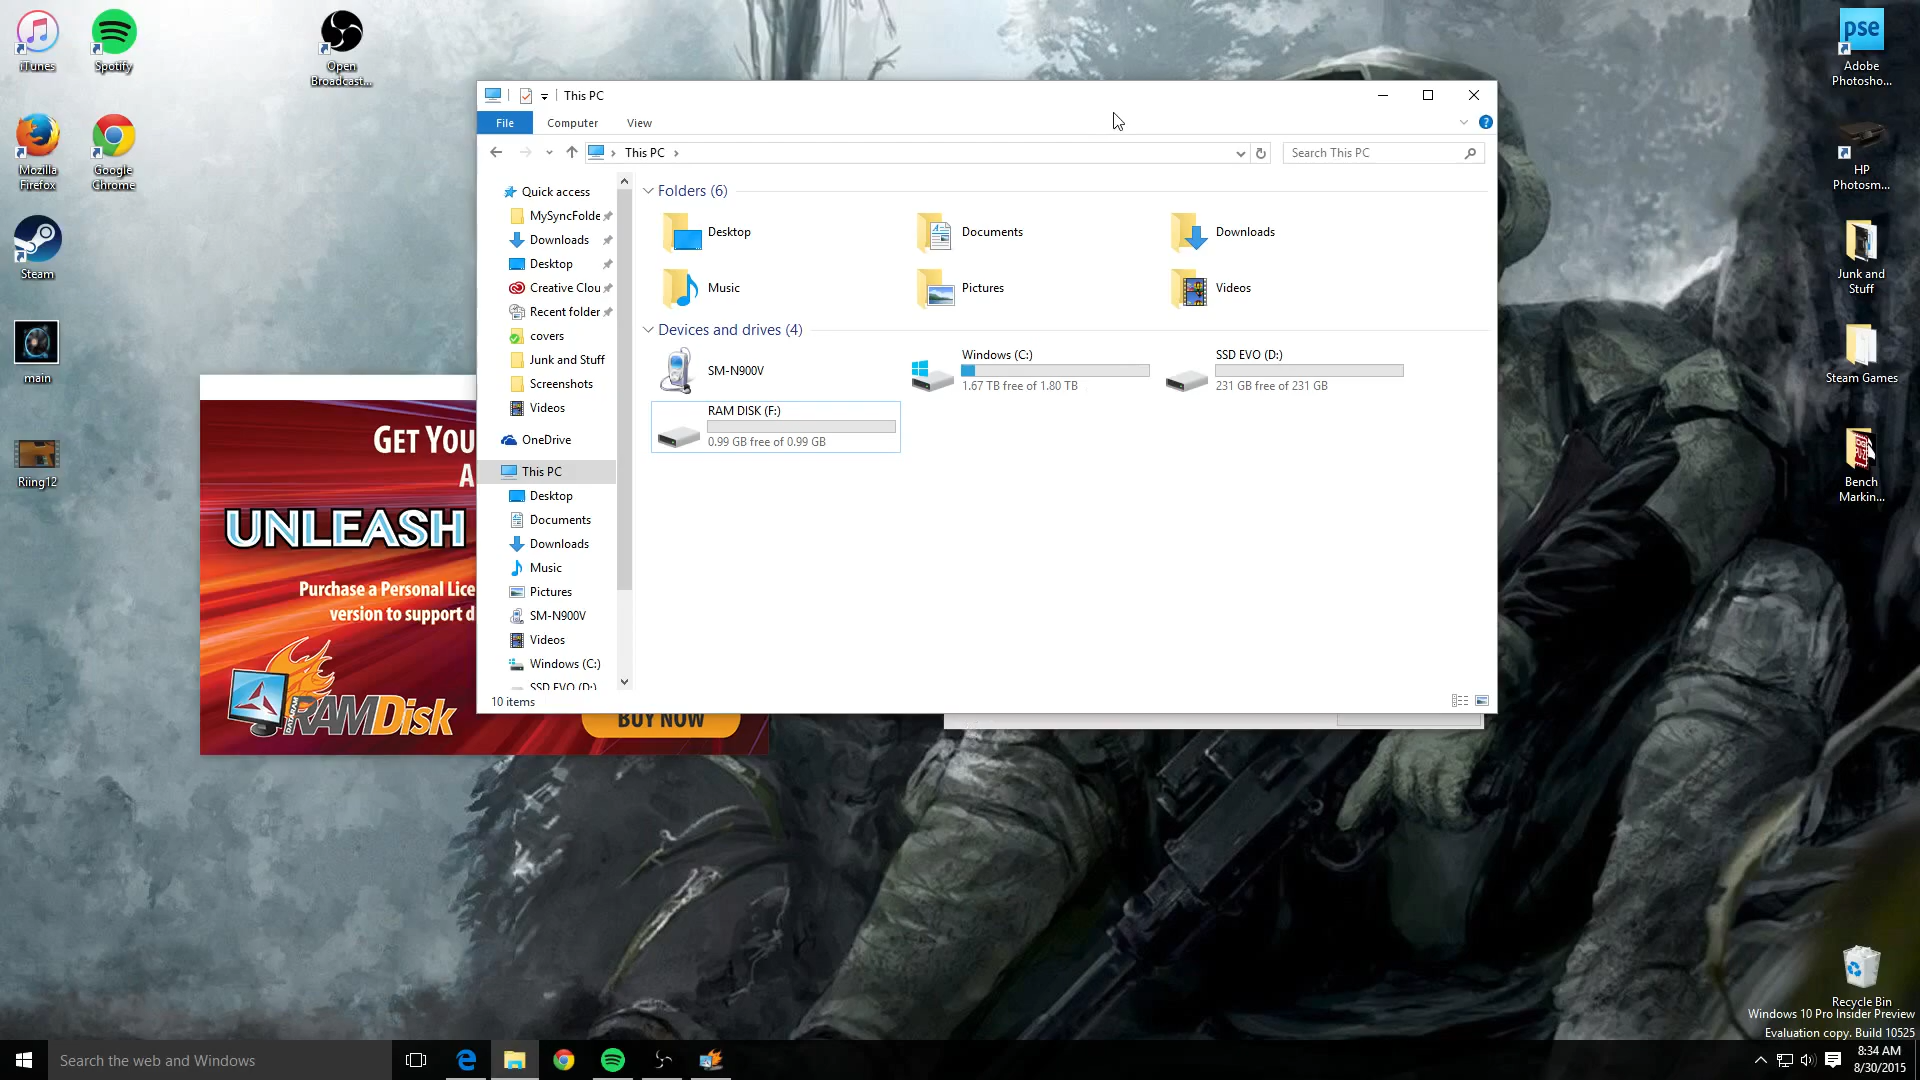 iTunes
Spotify
Open
Broadcast...
Mozilla
Firefox
Google
Chrome
Steam
main
Riing12
This PC
File
Computer
View
This PC
Search This PC
Quick access
MySyncFolde
Downloads
Desktop
Creative Clou
Recent folder
covers
Junk and Stuff
Screenshots
Videos
OneDrive
This PC
Desktop
Documents
Downloads
Music
Pictures
SM-N900V
Videos
Windows (C:)
SSD EVO (D:)
Folders (6)
Desktop
Documents
Downloads
Music
Pictures
Videos
Devices and drives (4)
SM-N900V
Windows (C:)
1.67 TB free of 1.80 TB
SSD EVO (D:)
231 GB free of 231 GB
RAM DISK (F:)
0.99 GB free of 0.99 GB
10 items
GET YOU
A
UNLEASH
Purchase a Personal Lice
version to support d
DATARAM
RAMDisk
BUY NOW
pse
Adobe
Photosho...
HP
Photosm...
Junk and
Stuff
Steam Games
Bench
Markin...
Recycle Bin
Windows 10 Pro Insider Preview
Evaluation copy. Build 10525
Search the web and Windows
8:34 AM
8/30/2015